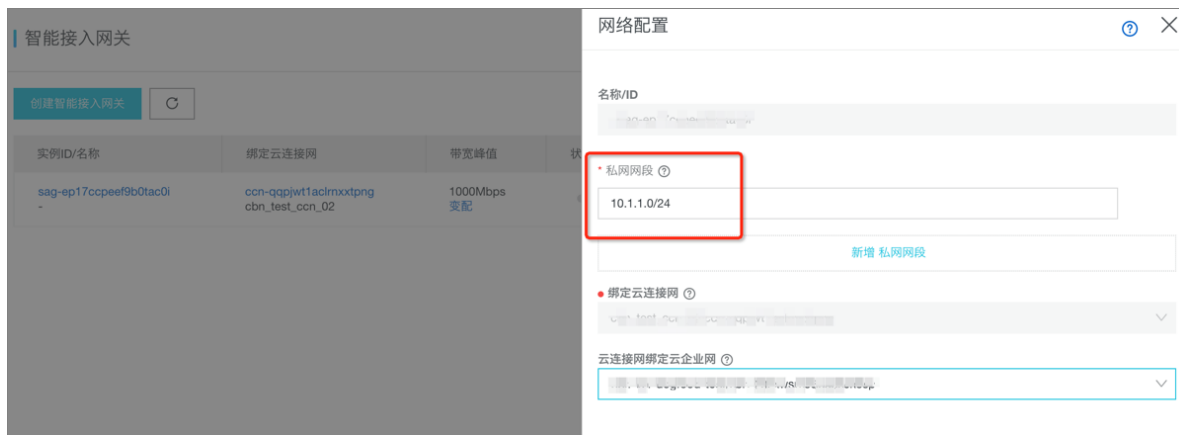 智能接入网关
创建智能接入网关
实例ID/名称 绑定云连接网 带宽峰值 状
sag-ep17ccpeef9b0tac0i ccn-qqpjwt1aclrnxxtpng 1000Mbps
- cbn_test_ccn_02 变配
网络配置
名称/ID
* 私网网段
10.1.1.0/24
新增 私网网段
绑定云连接网
云连接网绑定云企业网